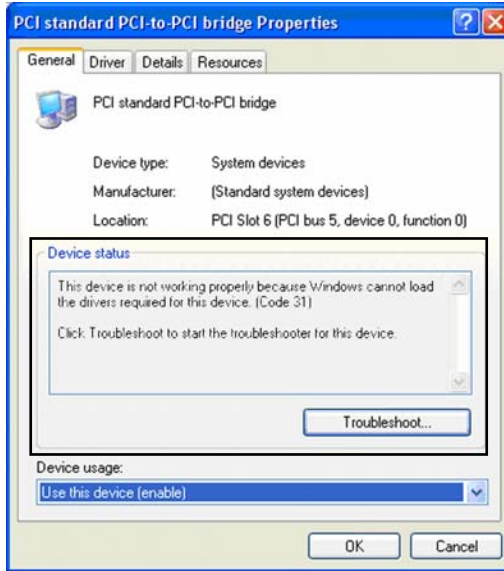 PCI standard PCI-to-PCI bridge Properties
General Driver Details Resources
PCI standard PCI-to-PCI bridge
Device type: System devices
Manufacturer: (Standard system devices)
Location: PCI Slot 6 (PCI bus 5, device 0, function 0)
Device status
This device is not working properly because Windows cannot load
the drivers required for this device. (Code 31)
Click Troubleshoot to start the troubleshooter for this device.
Troubleshoot...
Device usage:
Use this device (enable)
OK Cancel